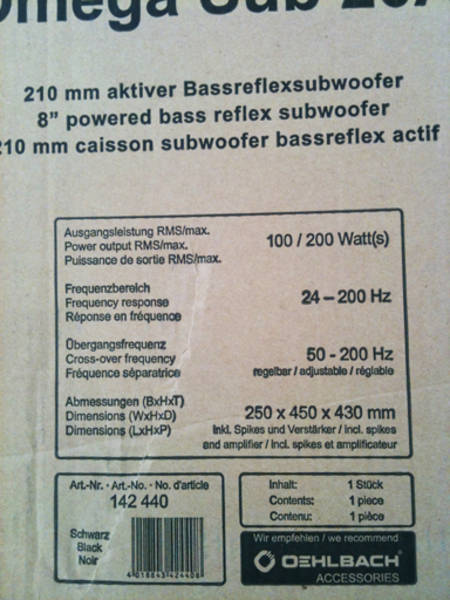 Omega Sub
210 mm aktiver Bassreflexsubwoofer
8” powered bass reflex subwoofer
210 mm caisson subwoofer bassreflex actif
Ausgangsleistung RMS/max.
Power output RMS/max.
Puissance de sortie RMS/max.
100 / 200 Watt(s)
Frequenzbereich
Frequency response
Réponse en fréquence
24 – 200 Hz
Übergangsfrequenz
Cross-over frequency
Fréquence séparatrice
50 - 200 Hz
regelbar / adjustable / réglable
Abmessungen (BxHxT)
Dimensions (WxHxD)
Dimensions (LxHxP)
250 x 450 x 430 mm
inkl. Spikes und Verstärker / incl. spikes
and amplifier / incl. spikes et amplificateur
Art.-Nr. · Art.-No. · No. d'article
142 440
Schwarz
Black
Noir
4 018843 424408
Inhalt: 1 Stück
Contents: 1 piece
Contenu: 1 pièce
Wir empfehlen / we recommend
OEHLBACH®
ACCESSORIES